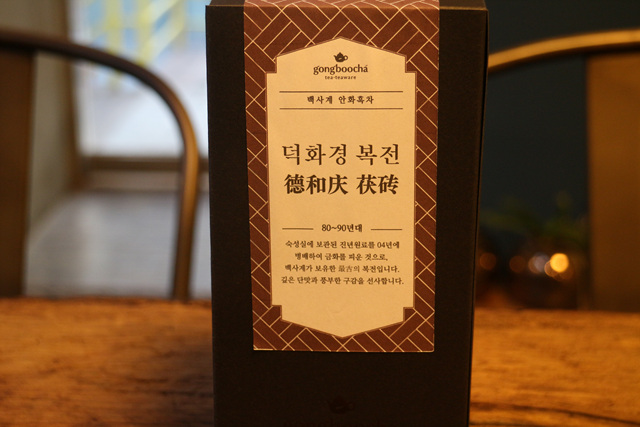 gongboochá
tea·teaware
백사계 안화흑차
덕화경 복전
德和庆 茯砖
80~90년대
숙성실에 보관된 진년원료를 04년에
병배하여 금화를 피운 것으로,
백사계가 보유한 最古의 복전입니다.
깊은 단맛과 풍부한 구감을 선사합니다.